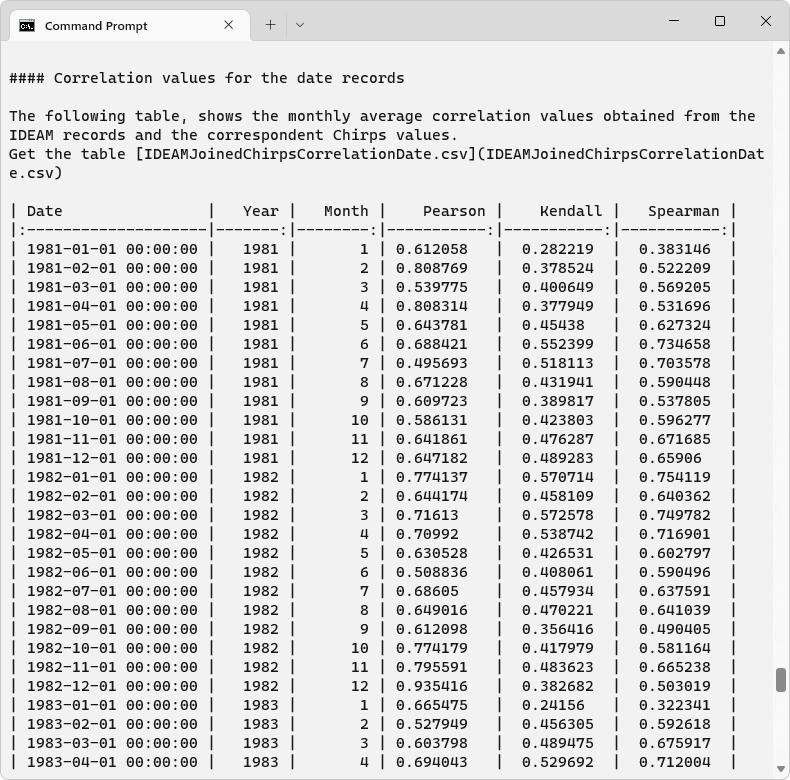 Command Prompt
#### Correlation values for the date records
The following table, shows the monthly average correlation values obtained from the
IDEAM records and the correspondent Chirps values.
Get the table [IDEAMJoinedChirpsCorrelationDate.csv](IDEAMJoinedChirpsCorrelationDat
e.csv)
| Date                |   Year |   Month |    Pearson |    Kendall |   Spearman |
|:--------------------|-------:|--------:|-----------:|-----------:|-----------:|
| 1981-01-01 00:00:00 |   1981 |       1 | 0.612058   |  0.282219  |  0.383146  |
| 1981-02-01 00:00:00 |   1981 |       2 | 0.808769   |  0.378524  |  0.522209  |
| 1981-03-01 00:00:00 |   1981 |       3 | 0.539775   |  0.400649  |  0.569205  |
| 1981-04-01 00:00:00 |   1981 |       4 | 0.808314   |  0.377949  |  0.531696  |
| 1981-05-01 00:00:00 |   1981 |       5 | 0.643781   |  0.45438   |  0.627324  |
| 1981-06-01 00:00:00 |   1981 |       6 | 0.688421   |  0.552399  |  0.734658  |
| 1981-07-01 00:00:00 |   1981 |       7 | 0.495693   |  0.518113  |  0.703578  |
| 1981-08-01 00:00:00 |   1981 |       8 | 0.671228   |  0.431941  |  0.590448  |
| 1981-09-01 00:00:00 |   1981 |       9 | 0.609723   |  0.389817  |  0.537805  |
| 1981-10-01 00:00:00 |   1981 |      10 | 0.586131   |  0.423803  |  0.596277  |
| 1981-11-01 00:00:00 |   1981 |      11 | 0.641861   |  0.476287  |  0.671685  |
| 1981-12-01 00:00:00 |   1981 |      12 | 0.647182   |  0.489283  |  0.65906   |
| 1982-01-01 00:00:00 |   1982 |       1 | 0.774137   |  0.570714  |  0.754119  |
| 1982-02-01 00:00:00 |   1982 |       2 | 0.644174   |  0.458109  |  0.640362  |
| 1982-03-01 00:00:00 |   1982 |       3 | 0.71613    |  0.572578  |  0.749782  |
| 1982-04-01 00:00:00 |   1982 |       4 | 0.70992    |  0.538742  |  0.716901  |
| 1982-05-01 00:00:00 |   1982 |       5 | 0.630528   |  0.426531  |  0.602797  |
| 1982-06-01 00:00:00 |   1982 |       6 | 0.508836   |  0.408061  |  0.590496  |
| 1982-07-01 00:00:00 |   1982 |       7 | 0.68605    |  0.457934  |  0.637591  |
| 1982-08-01 00:00:00 |   1982 |       8 | 0.649016   |  0.470221  |  0.641039  |
| 1982-09-01 00:00:00 |   1982 |       9 | 0.612098   |  0.356416  |  0.490405  |
| 1982-10-01 00:00:00 |   1982 |      10 | 0.774179   |  0.417979  |  0.581164  |
| 1982-11-01 00:00:00 |   1982 |      11 | 0.795591   |  0.483623  |  0.665238  |
| 1982-12-01 00:00:00 |   1982 |      12 | 0.935416   |  0.382682  |  0.503019  |
| 1983-01-01 00:00:00 |   1983 |       1 | 0.665475   |  0.24156   |  0.322341  |
| 1983-02-01 00:00:00 |   1983 |       2 | 0.527949   |  0.456305  |  0.592618  |
| 1983-03-01 00:00:00 |   1983 |       3 | 0.603798   |  0.489475  |  0.675917  |
| 1983-04-01 00:00:00 |   1983 |       4 | 0.694043   |  0.529692  |  0.712004  |